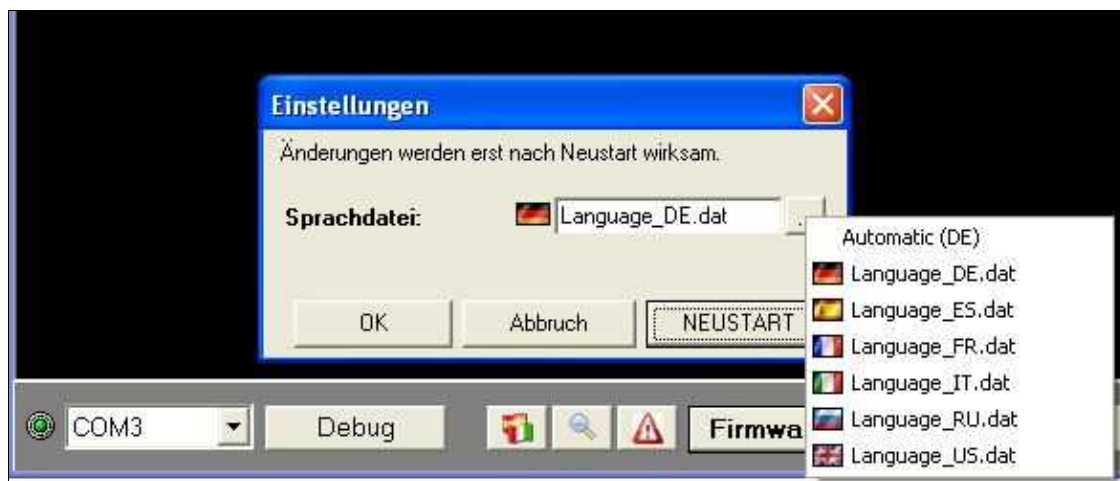 Einstellungen
Änderungen werden erst nach Neustart wirksam.
Sprachdatei:
Language_DE.dat
...
OK
Abbruch
NEUSTART
Automatic (DE)
Language_DE.dat
Language_ES.dat
Language_FR.dat
Language_IT.dat
Language_RU.dat
Language_US.dat
COM3
Debug
Firmwa